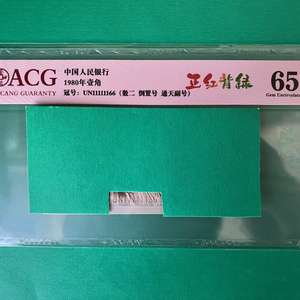 ACG
CANG GUARANTY
中国人民银行
1980年壹角
冠号：UN11111166（数二 倒置号 通天刷号）
正红背绿
65
Gem Uncirculated